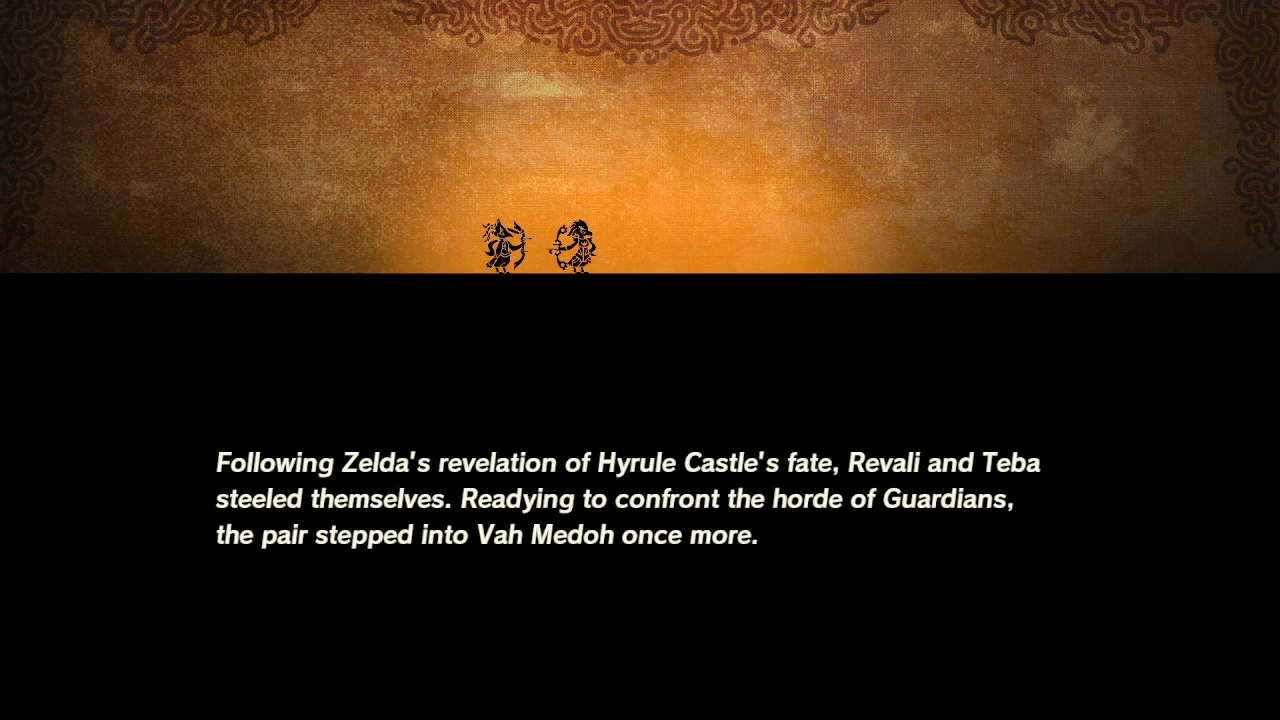 Following Zelda's revelation of Hyrule Castle's fate, Revali and Teba
steeled themselves. Readying to confront the horde of Guardians,
the pair stepped into Vah Medoh once more.